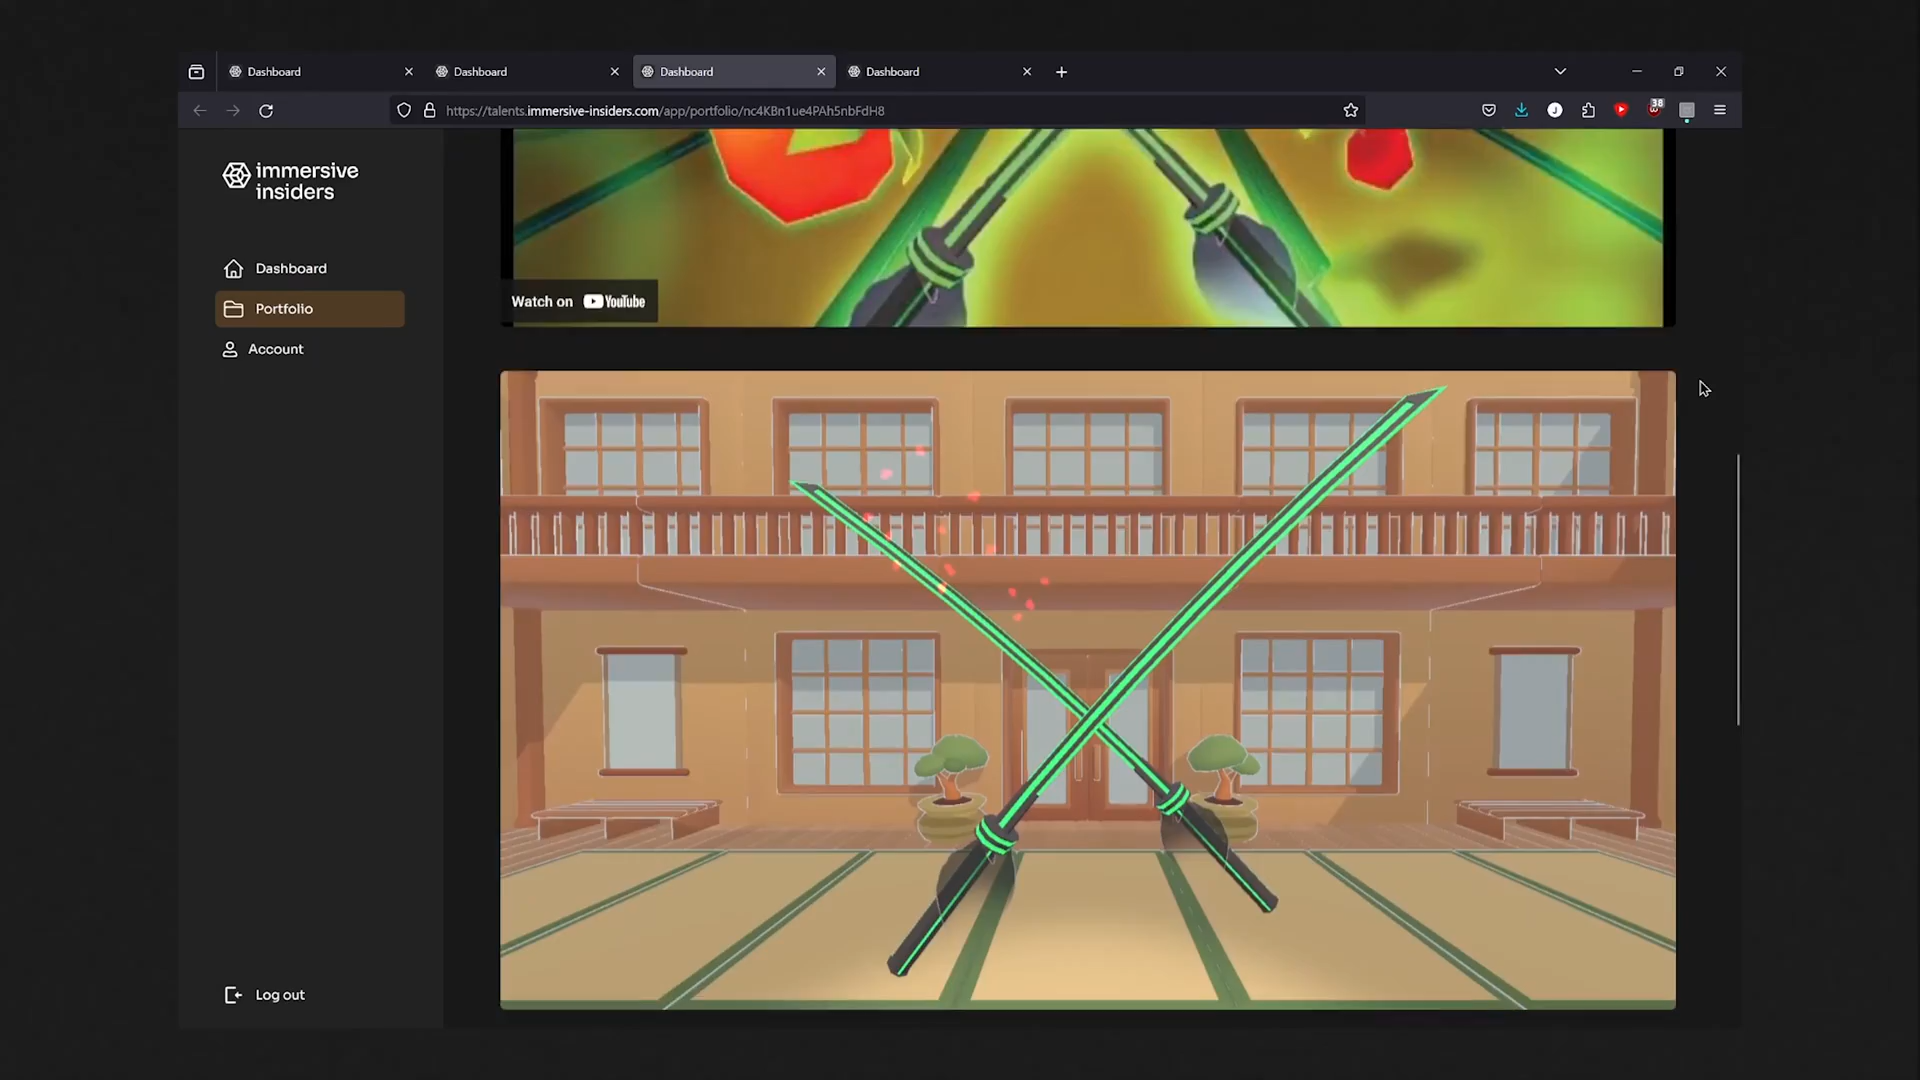 Dashboard
Dashboard
Dashboard
Dashboard
https://talents.immersive-insiders.com/app/portfolio/nc4KBn1ue4PAh5nbFdH8
38
immersive
insiders
Dashboard
Portfolio
Account
Watch on YouTube
Log out